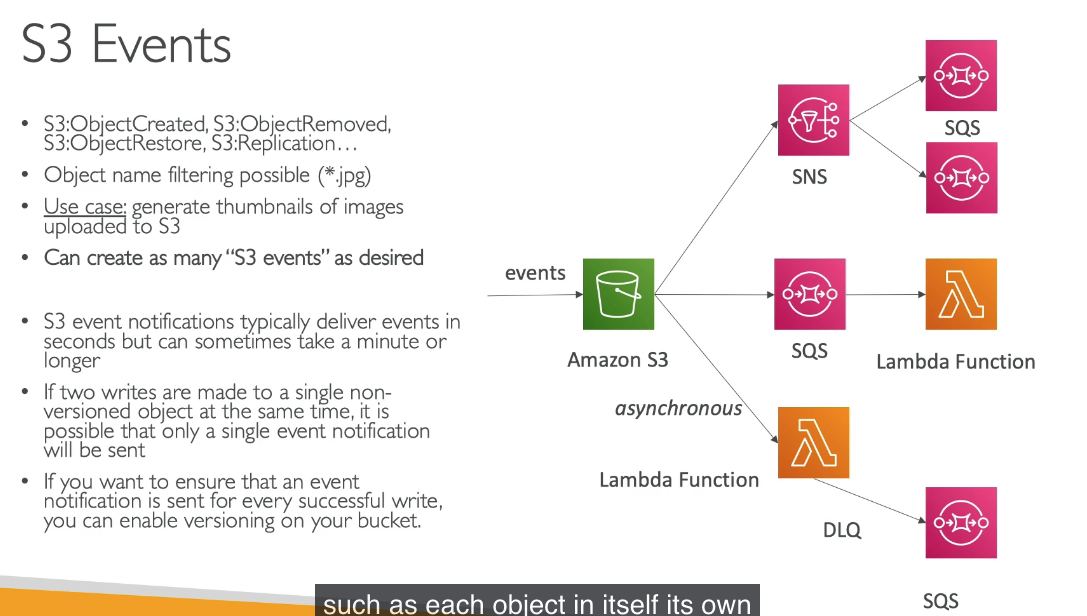 S3 Events
• S3:ObjectCreated, S3:ObjectRemoved,
S3:ObjectRestore, S3:Replication…
• Object name filtering possible (*.jpg)
• Use case: generate thumbnails of images
uploaded to S3
• Can create as many “S3 events” as desired
• S3 event notifications typically deliver events in
seconds but can sometimes take a minute or
longer
• If two writes are made to a single non-
versioned object at the same time, it is
possible that only a single event notification
will be sent
• If you want to ensure that an event
notification is sent for every successful write,
you can enable versioning on your bucket.
events
Amazon S3
SNS
SQS
SQS
Lambda Function
asynchronous
Lambda Function
DLQ
SQS
such as each object in itself its own